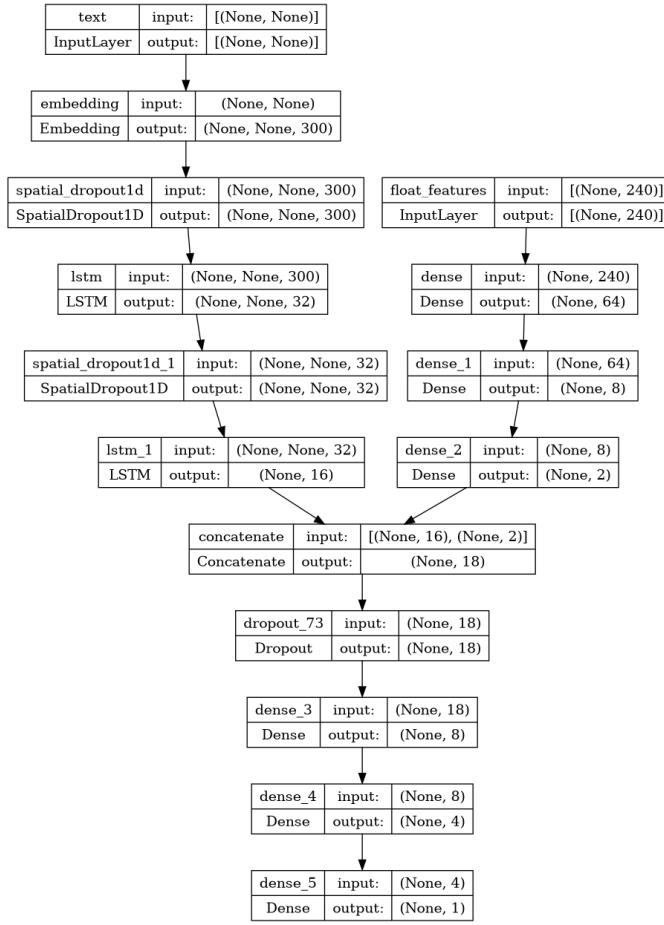 text input: [(None, None)]
InputLayer output: [(None, None)]
embedding input: (None, None)
Embedding output: (None, None, 300)
spatial_dropout1d input: (None, None, 300)
SpatialDropout1D output: (None, None, 300)
float_features input: [(None, 240)]
InputLayer output: [(None, 240)]
lstm input: (None, None, 300)
LSTM output: (None, None, 32)
dense input: (None, 240)
Dense output: (None, 64)
spatial_dropout1d_1 input: (None, None, 32)
SpatialDropout1D output: (None, None, 32)
dense_1 input: (None, 64)
Dense output: (None, 8)
lstm_1 input: (None, None, 32)
LSTM output: (None, 16)
dense_2 input: (None, 8)
Dense output: (None, 2)
concatenate input: [(None, 16), (None, 2)]
Concatenate output: (None, 18)
dropout_73 input: (None, 18)
Dropout output: (None, 18)
dense_3 input: (None, 18)
Dense output: (None, 8)
dense_4 input: (None, 8)
Dense output: (None, 4)
dense_5 input: (None, 4)
Dense output: (None, 1)